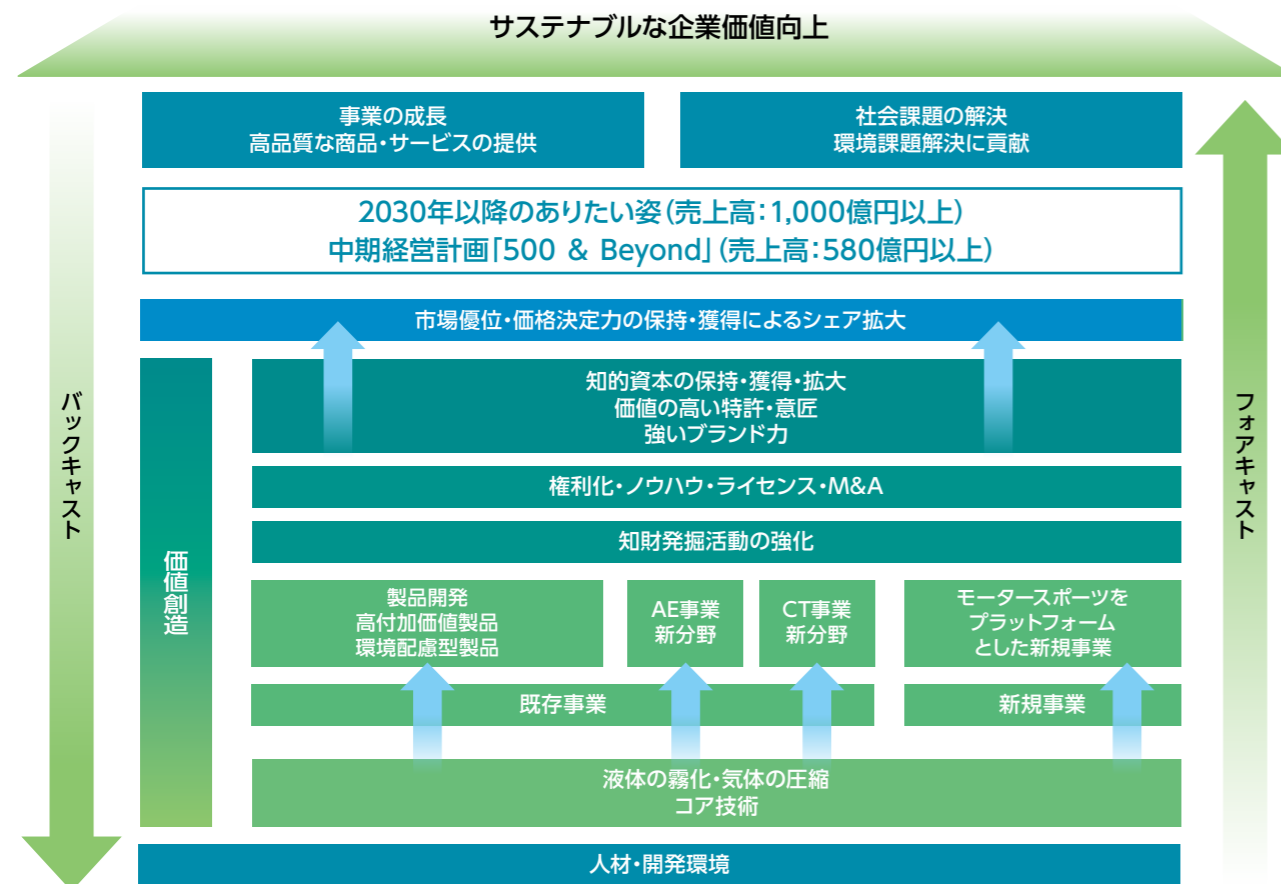 サステナブルな企業価値向上
事業の成長
高品質な商品・サービスの提供
社会課題の解決
環境課題解決に貢献
2030年以降のありたい姿(売上高:1,000億円以上)
中期経営計画「500 & Beyond」(売上高:580億円以上)
市場優位・価格決定力の保持・獲得によるシェア拡大
バックキャスト
フォアキャスト
価値創造
知的資本の保持・獲得・拡大
価値の高い特許・意匠
強いブランド力
権利化・ノウハウ・ライセンス・M&A
知財発掘活動の強化
製品開発
高付加価値製品
環境配慮型製品
AE事業
新分野
CT事業
新分野
モータースポーツを
プラットフォーム
とした新規事業
既存事業
新規事業
液体の霧化・気体の圧縮
コア技術
人材・開発環境